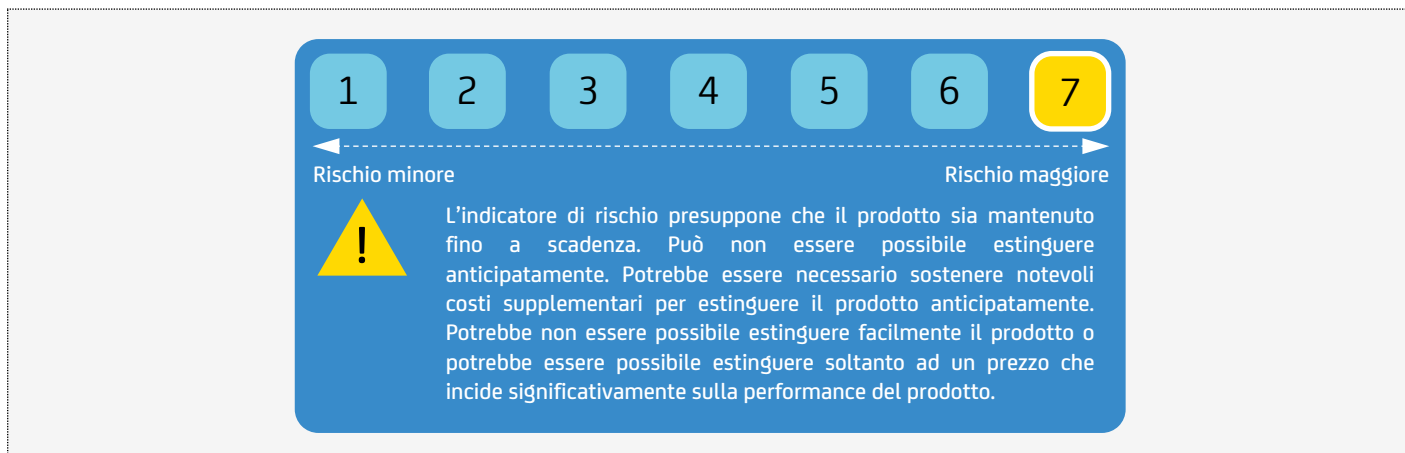 1 2 3 4 5 6 7
Rischio minore Rischio maggiore
!
L'indicatore di rischio presuppone che il prodotto sia mantenuto
fino a scadenza. Può non essere possibile estinguere
anticipatamente. Potrebbe essere necessario sostenere notevoli
costi supplementari per estinguere il prodotto anticipatamente.
Potrebbe non essere possibile estinguere facilmente il prodotto o
potrebbe essere possibile estinguere soltanto ad un prezzo che
incide significativamente sulla performance del prodotto.